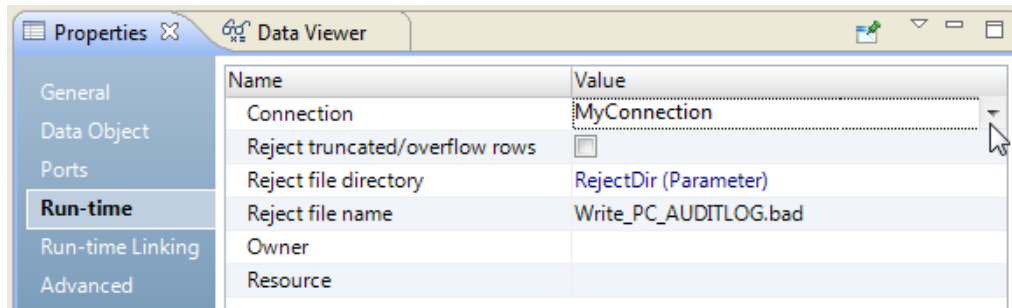 Properties Data Viewer
General
Data Object
Ports
Run-time
Run-time Linking
Advanced
Name Value
Connection MyConnection
Reject truncated/overflow rows
Reject file directory RejectDir (Parameter)
Reject file name Write_PC_AUDITLOG.bad
Owner
Resource